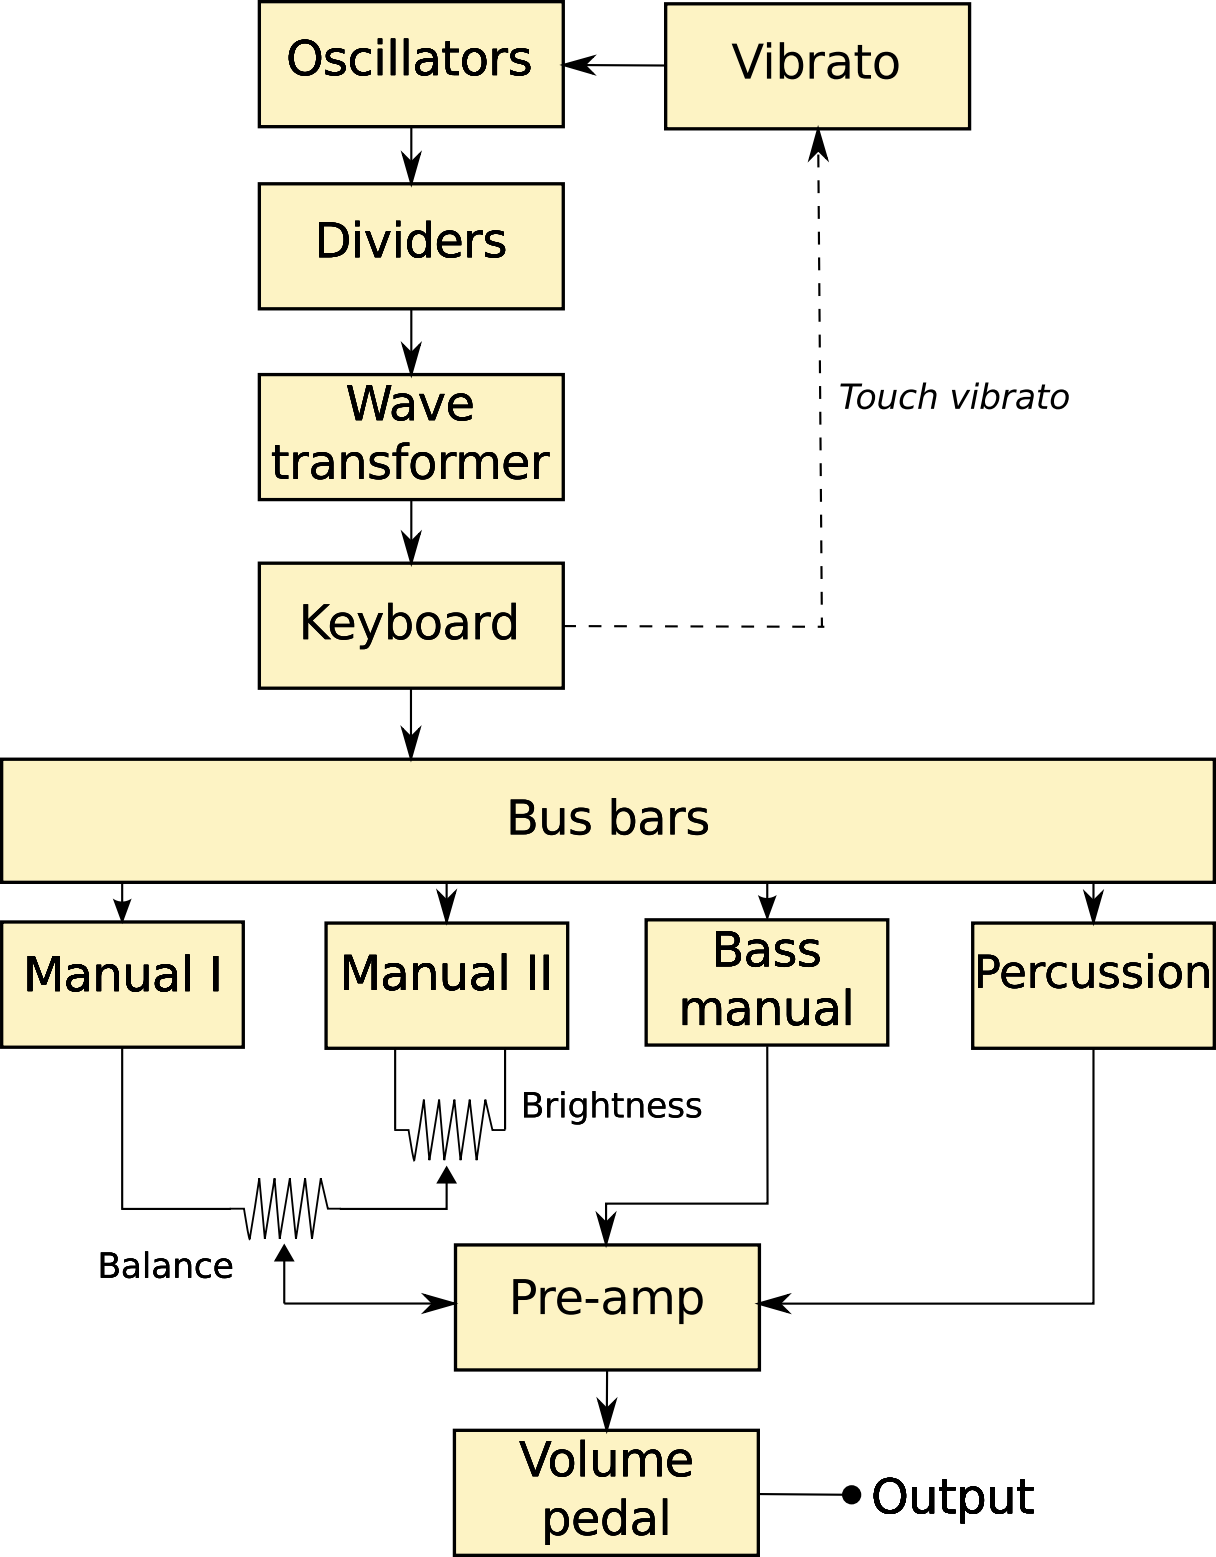 Oscillators
Vibrato
Dividers
Wave
transformer
Touch vibrato
Keyboard
Bus bars
Manual I
Manual II
Bass
manual
Percussion
Brightness
Balance
Pre-amp
Volume
pedal
Output